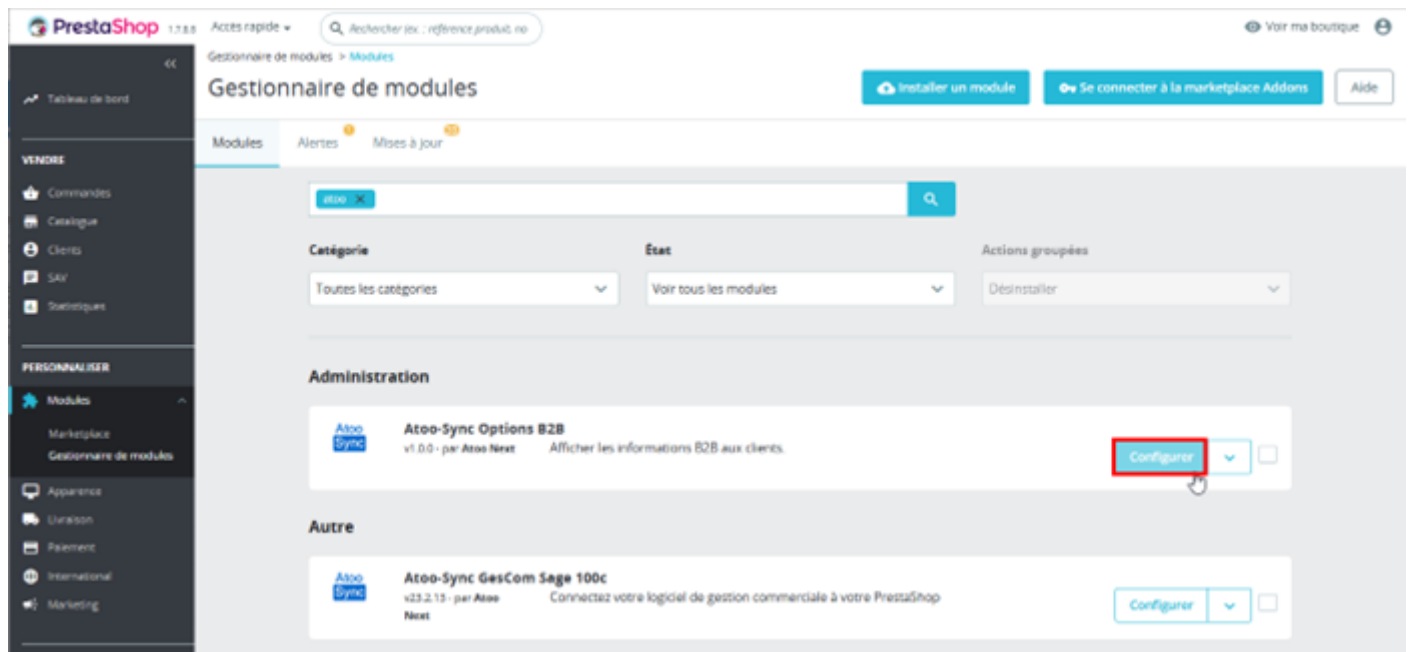 PrestaShop 1.7.8.8 Accès rapide Rechercher (ex. : référence produit, no Voir ma boutique
Gestionnaire de modules > Modules
Gestionnaire de modules
Installer un module
Se connecter à la marketplace Addons
Aide
Tableau de bord
Modules Alertes Mises à jour
VENDRE
Commandes
Catalogue
Clients
SAV
Statistiques
PERSONNALISER
Modules
Marketplace
Gestionnaire de modules
Apparence
Livraison
Paiement
International
Marketing
atoo
Catégorie État Actions groupées
Toutes les catégories Voir tous les modules Désinstaller
Administration
Atoo
Sync
Atoo-Sync Options B2B
v1.0.0 - par Atoo Next Afficher les informations B2B aux clients.
Configurer
Autre
Atoo
Sync
Atoo-Sync GesCom Sage 100c
v23.2.13 - par Atoo Connectez votre logiciel de gestion commerciale à votre PrestaShop
Next
Configurer